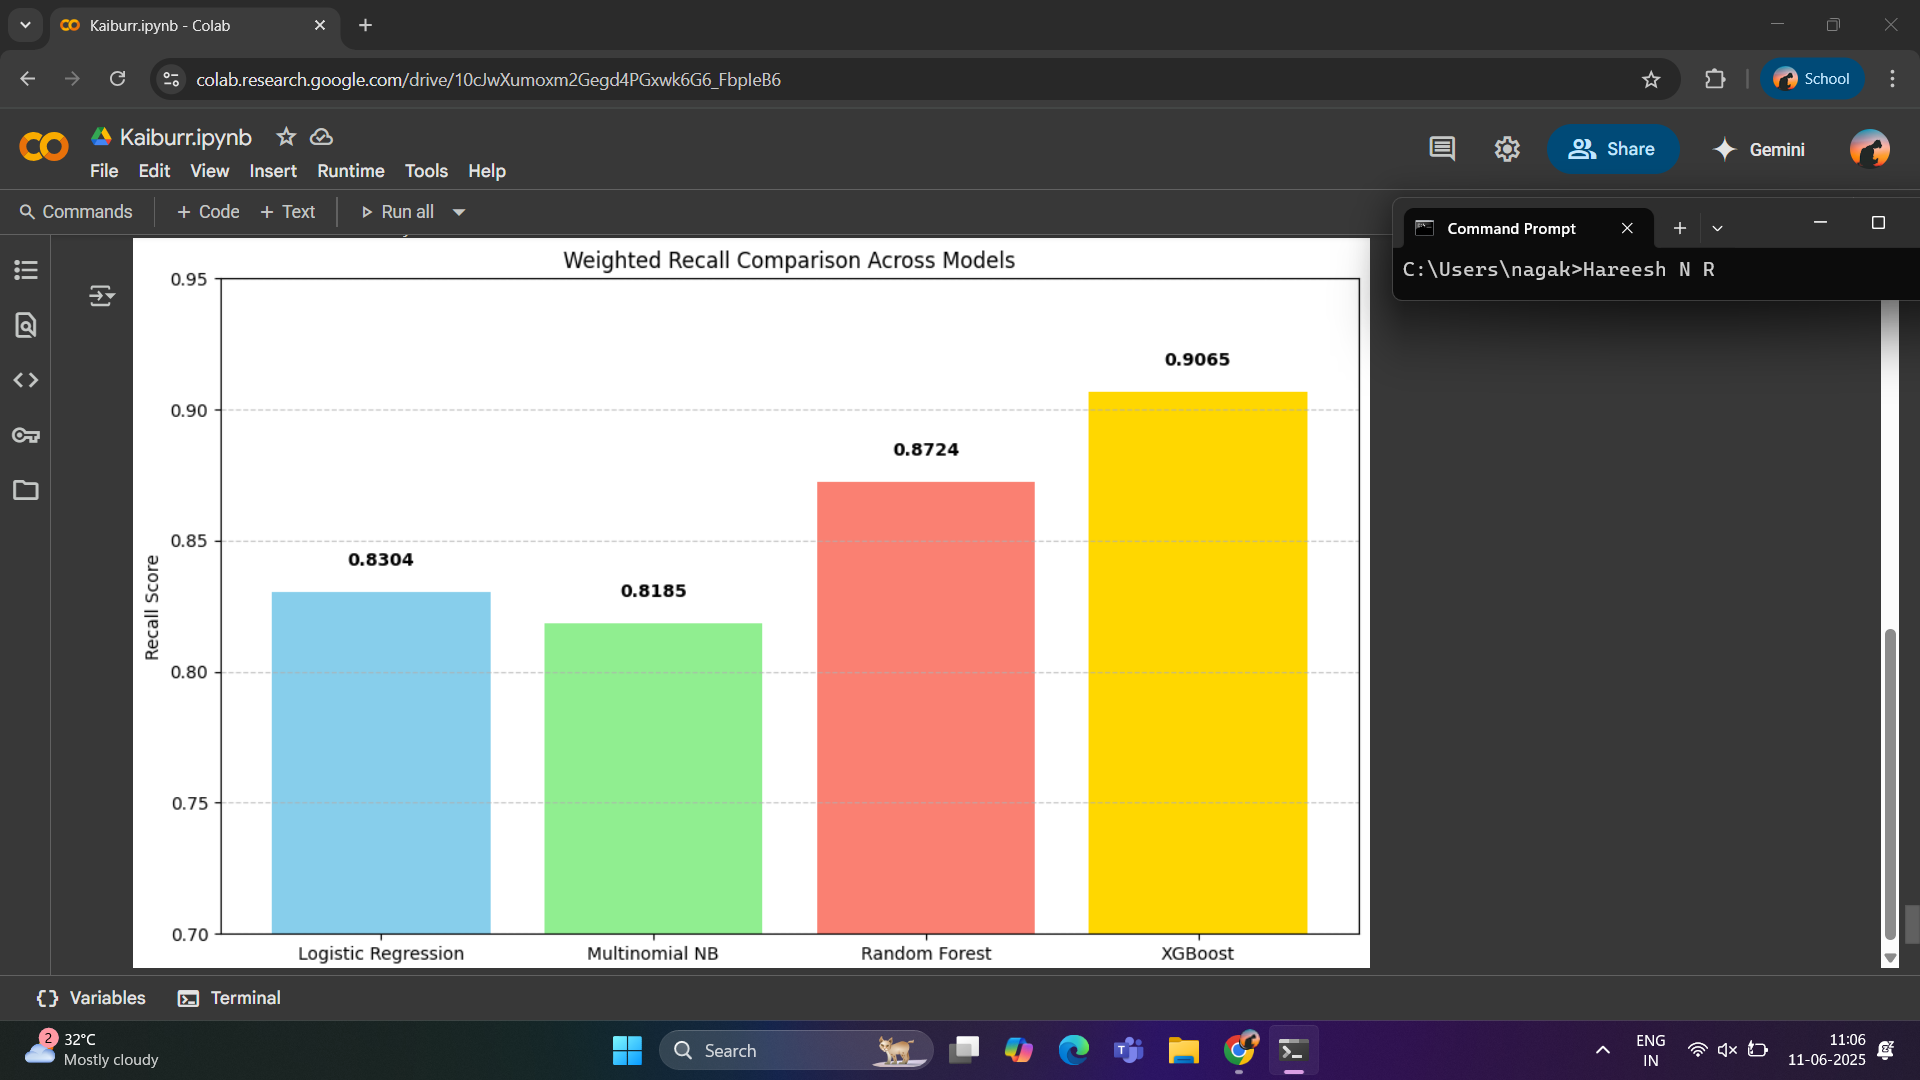 Kaiburr.ipynb - Colab
colab.research.google.com/drive/10cJwXumoxm2Gegd4PGxwk6G6_FbpIeB6
School
Kaiburr.ipynb
File Edit View Insert Runtime Tools Help
Share
Gemini
Commands + Code + Text Run all
Command Prompt
C:\Users\nagak>Hareesh N R
Weighted Recall Comparison Across Models
0.95
0.90
0.85
0.80
0.75
0.70
Recall Score
0.8304
0.8185
0.8724
0.9065
Logistic Regression
Multinomial NB
Random Forest
XGBoost
Variables Terminal
2
32°C
Mostly cloudy
Search
ENG
IN
11:06
11-06-2025